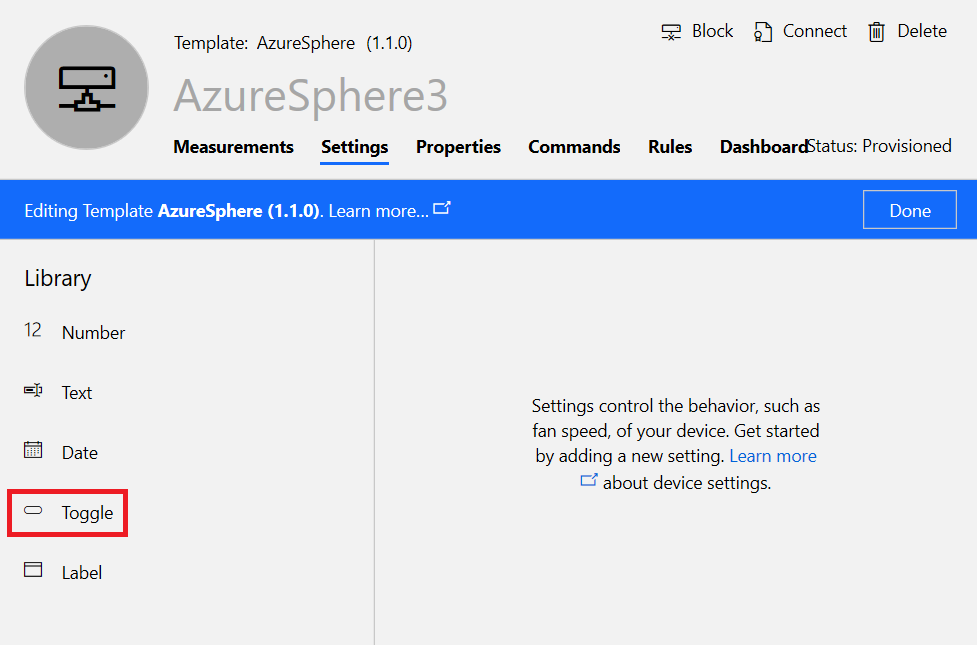 Block Connect Delete
Template: AzureSphere (1.1.0)
AzureSphere3
Measurements Settings Properties Commands Rules Dashboard Status: Provisioned
Editing Template AzureSphere (1.1.0). Learn more... Done
Library
12 Number
Text
Date
Toggle
Label
Settings control the behavior, such as
fan speed, of your device. Get started
by adding a new setting. Learn more
about device settings.